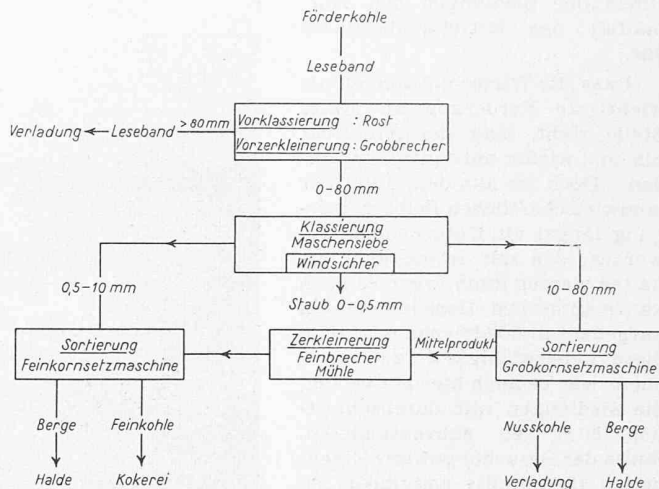 Förderkohle
Leseband
Verladung
Leseband
>80mm
Vorklassierung : Rost
Vorzerkleinerung : Grobbrecher
0–80 mm
Klassierung
Maschensiebe
Windsichter
0,5–10 mm
10–80 mm
Staub 0–0,5 mm
Sortierung
Feinkornsetzmaschine
Zerkleinerung
Feinbrecher
Mühle
Mittelprodukt
Sortierung
Grobkornsetzmaschine
Berge
Feinkohle
Nusskohle
Berge
Halde
Kokerei
Verladung
Halde